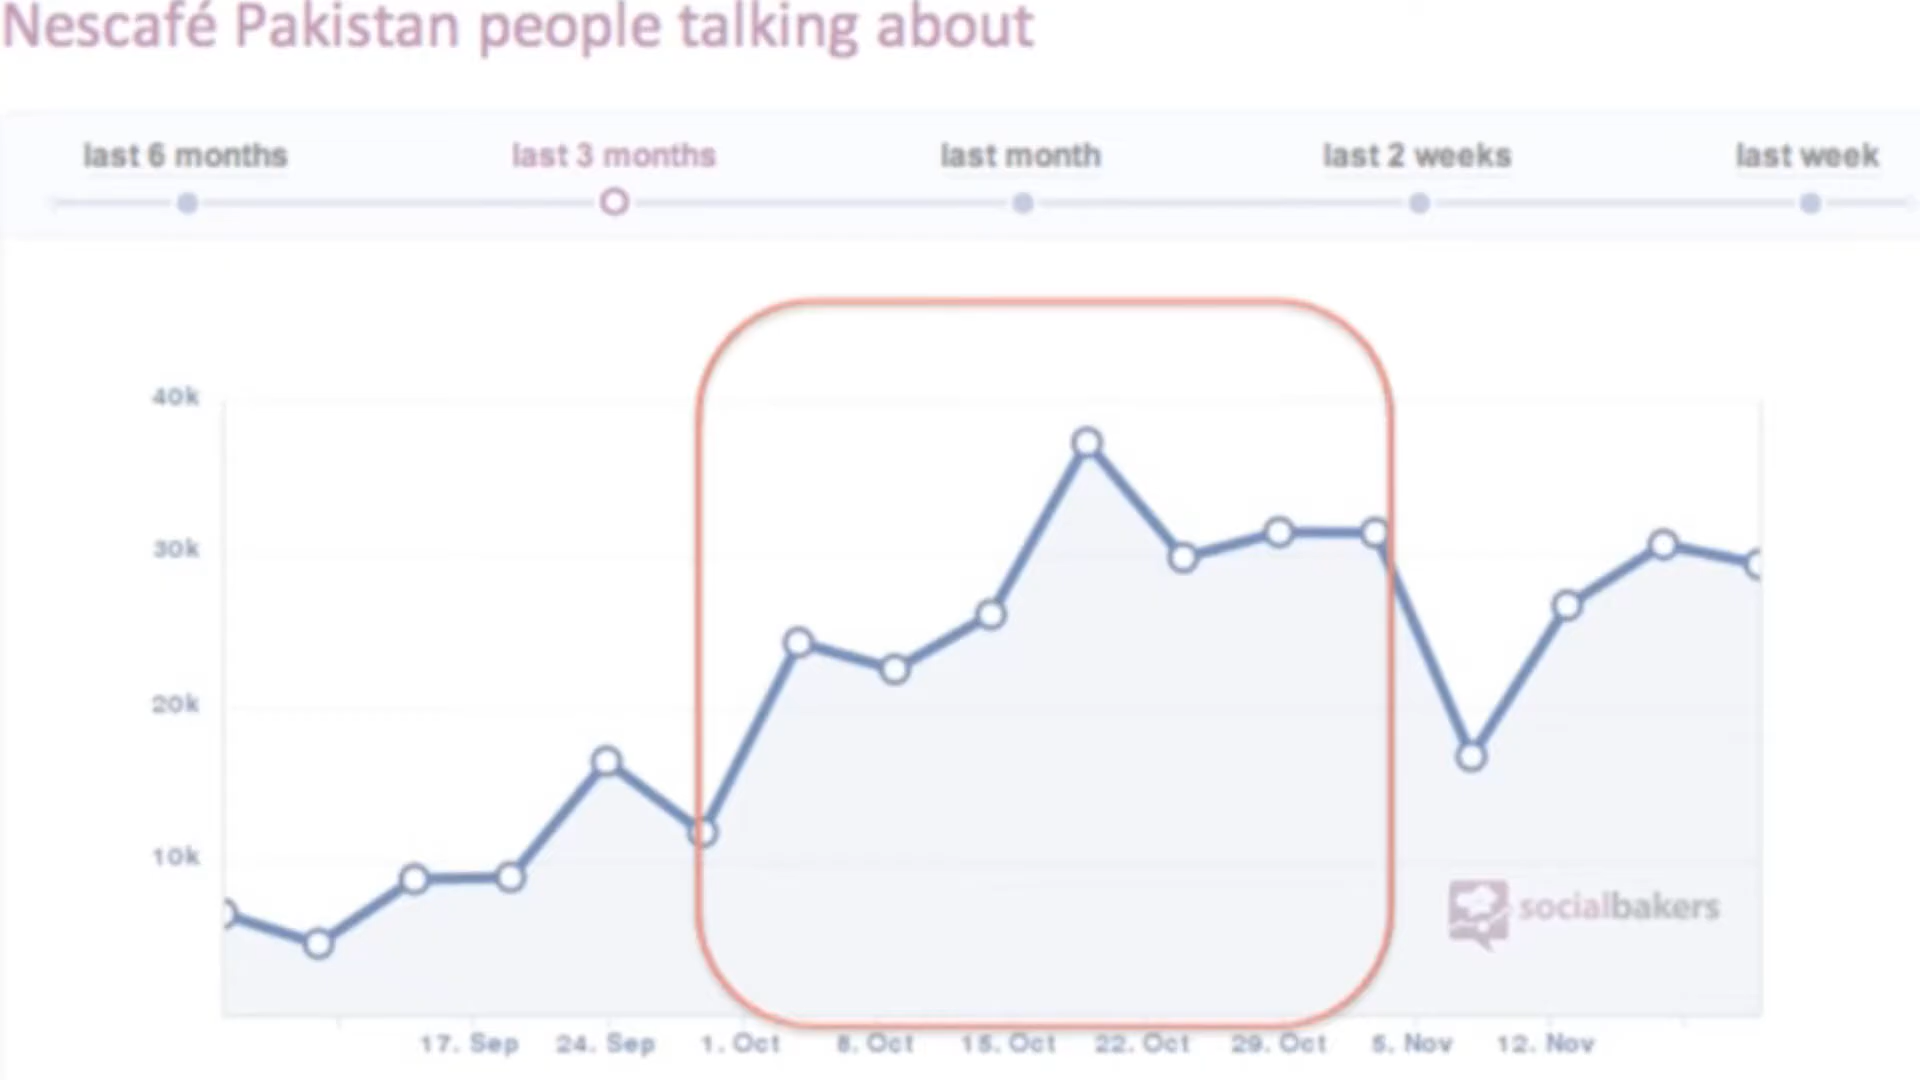 Nescafé Pakistan people talking about
last 6 months last 3 months last month last 2 weeks last week
40k
30k
20k
10k
socialbakers
17. Sep 24. Sep 1. Oct 8. Oct 15. Oct 22. Oct 29. Oct 5. Nov 12. Nov